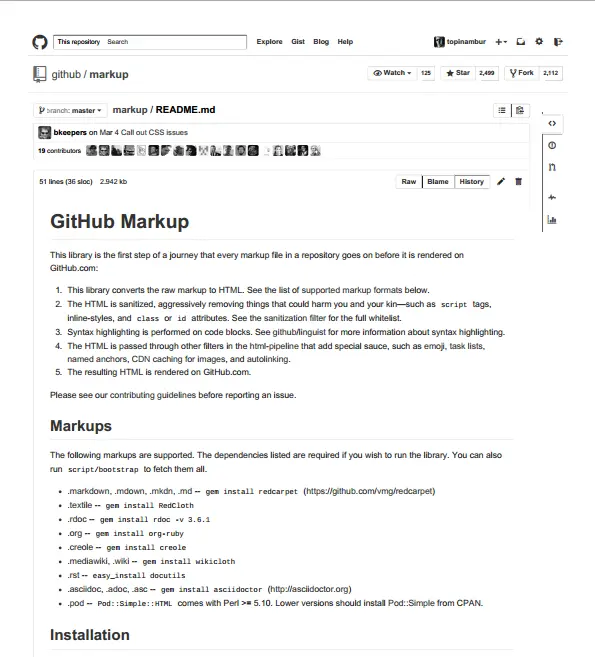 This repository Search Explore Gist Blog Help topinambur
github / markup Watch 125 Star 2,499 Fork 2,112
branch: master markup / README.md
bkeepers on Mar 4 Call out CSS issues
19 contributors
51 lines (36 sloc) 2.942 kb Raw Blame History
GitHub Markup
This library is the first step of a journey that every markup file in a repository goes on before it is rendered on
GitHub.com:
1. This library converts the raw markup to HTML. See the list of supported markup formats below.
2. The HTML is sanitized, aggressively removing things that could harm you and your kin—such as script tags,
inline-styles, and class or id attributes. See the sanitization filter for the full whitelist.
3. Syntax highlighting is performed on code blocks. See github/linguist for more information about syntax highlighting.
4. The HTML is passed through other filters in the html-pipeline that add special sauce, such as emoji, task lists,
named anchors, CDN caching for images, and autolinking.
5. The resulting HTML is rendered on GitHub.com.
Please see our contributing guidelines before reporting an issue.
Markups
The following markups are supported. The dependencies listed are required if you wish to run the library. You can also
run script/bootstrap to fetch them all.
• .markdown, .mdown, .mkdn, .md -- gem install redcarpet (https://github.com/vmg/redcarpet)
• .textile -- gem install RedCloth
• .rdoc -- gem install rdoc -v 3.6.1
• .org -- gem install org-ruby
• .creole -- gem install creole
• .mediawiki, .wiki -- gem install wikicloth
• .rst -- easy_install docutils
• .asciidoc, .adoc, .asc -- gem install asciidoctor (http://asciidoctor.org)
• .pod -- Pod::Simple::HTML comes with Perl >= 5.10. Lower versions should install Pod::Simple from CPAN.
Installation